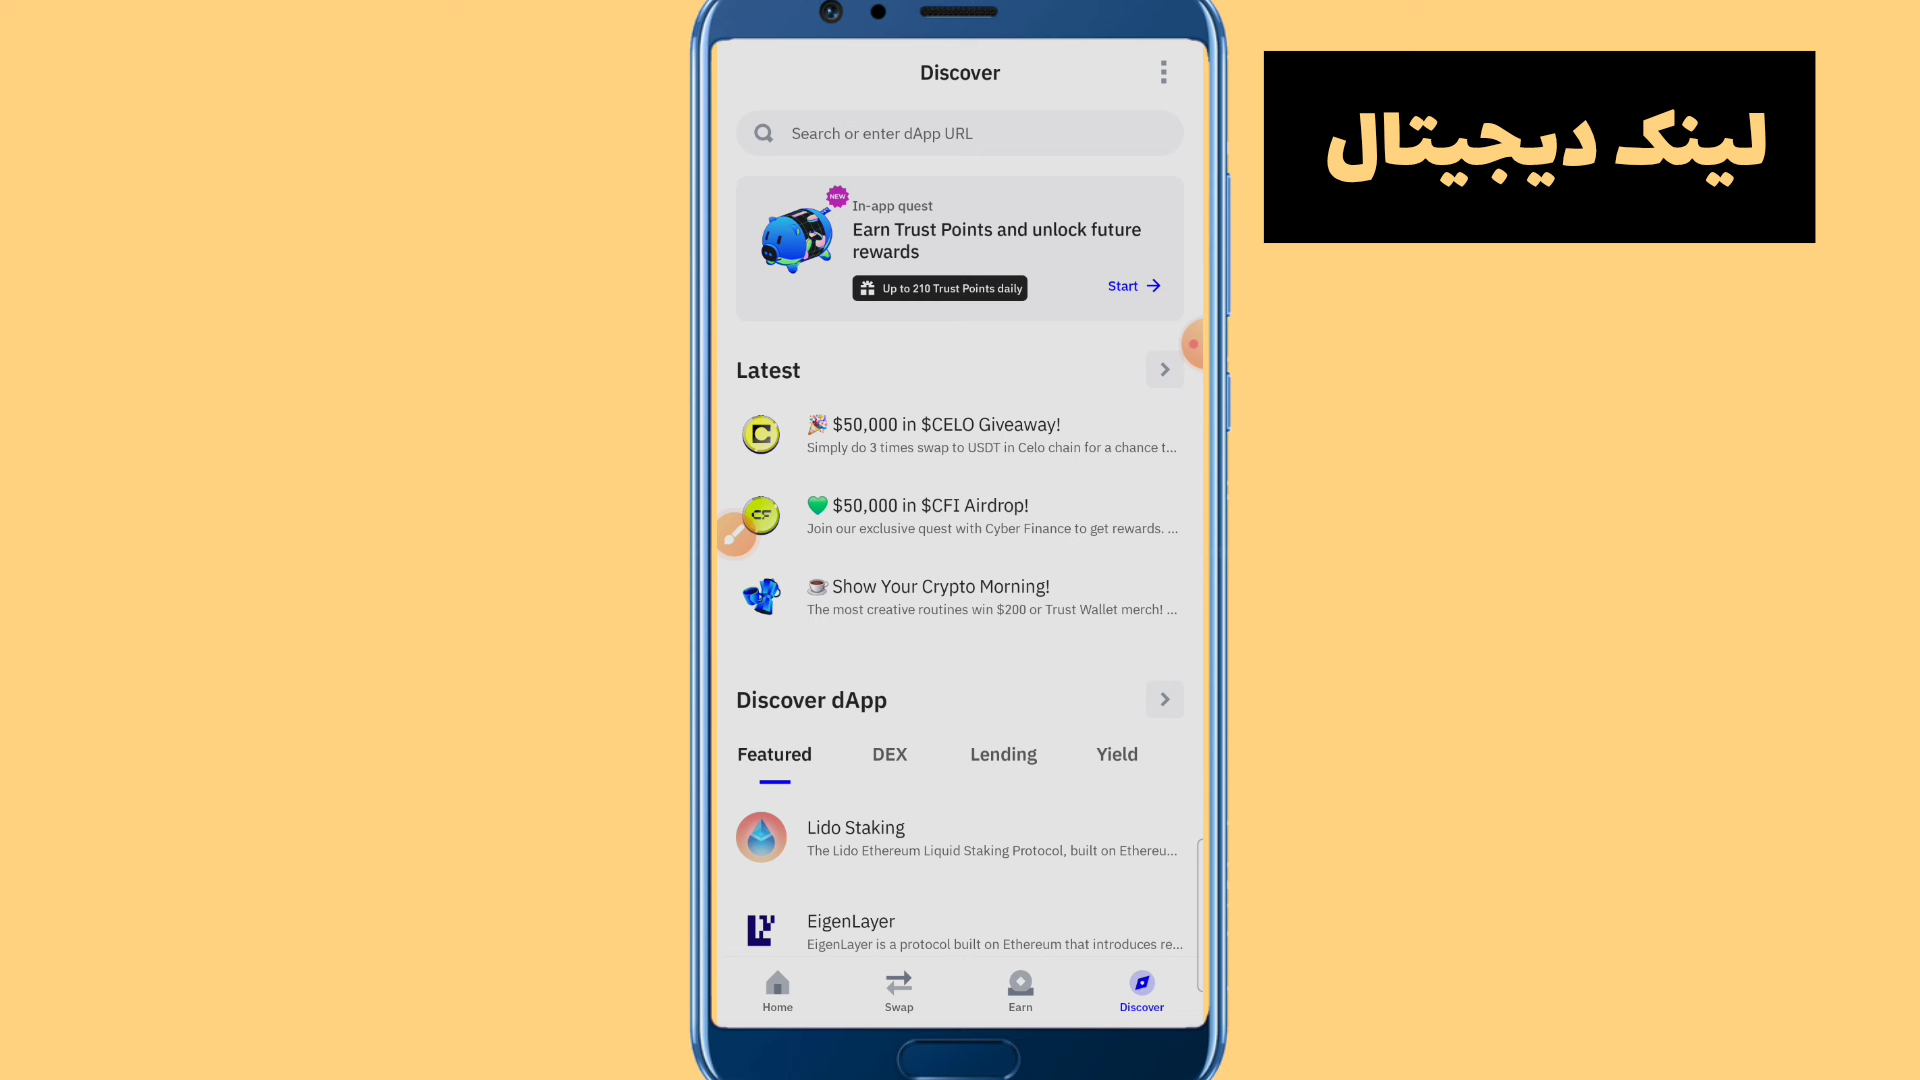 Discover
لینک دیجیتال
Search or enter dApp URL
NEW
In-app quest
Earn Trust Points and unlock future
rewards
Up to 210 Trust Points daily
Start
Latest
C
🎉 $50,000 in $CELO Giveaway!
Simply do 3 times swap to USDT in Celo chain for a chance t...
CF
💚 $50,000 in $CFI Airdrop!
Join our exclusive quest with Cyber Finance to get rewards. ...
☕ Show Your Crypto Morning!
The most creative routines win $200 or Trust Wallet merch! ...
Discover dApp
Featured DEX Lending Yield
Lido Staking
The Lido Ethereum Liquid Staking Protocol, built on Ethereu...
EigenLayer
EigenLayer is a protocol built on Ethereum that introduces re...
Home Swap Earn Discover